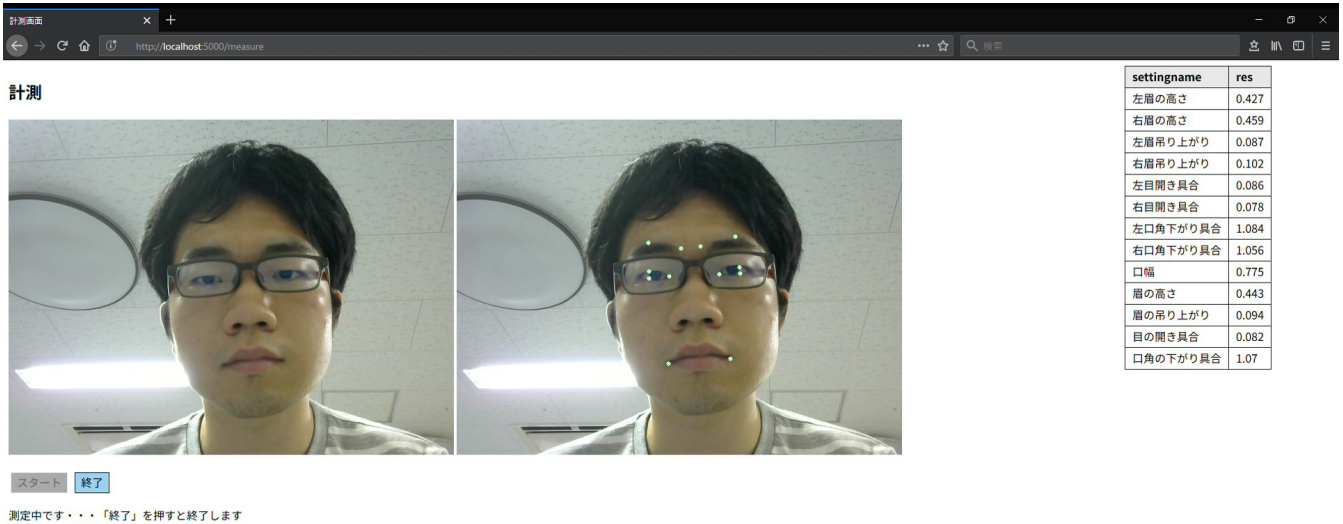 計測画面
http://localhost:5000/measure
検索
計測
settingname res
左眉の高さ 0.427
右眉の高さ 0.459
左眉吊り上がり 0.087
右眉吊り上がり 0.102
左目開き具合 0.086
右目開き具合 0.078
左口角下がり具合 1.084
右口角下がり具合 1.056
口幅 0.775
眉の高さ 0.443
眉の吊り上がり 0.094
目の開き具合 0.082
口角の下がり具合 1.07
スタート 終了
測定中です・・・「終了」を押すと終了します